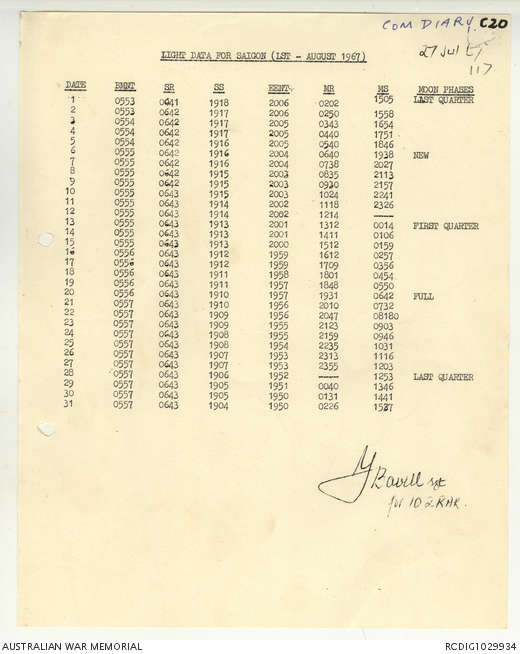 COM DIARY. C20
27 Jul 67
117
LIGHT DATA FOR SAIGON (1ST - AUGUST 1967)
DATE BMNT SR SS EENT MR MS MOON PHASES
1 0553 0641 1918 2006 0202 1505 LAST QUARTER
2 0553 0642 1917 2006 0250 1558
3 0554 0642 1917 2005 0343 1654
4 0554 0642 1917 2005 0440 1751
5 0554 0642 1916 2005 0540 1846
6 0555 0642 1916 2004 0640 1938 NEW
7 0555 0642 1916 2004 0738 2027
8 0555 0642 1915 2003 0835 2113
9 0555 0642 1915 2003 0930 2157
10 0555 0643 1915 2003 1024 2241
11 0555 0643 1914 2002 1118 2326
12 0555 0643 1914 2002 1214 ----
13 0555 0643 1913 2001 1312 0014 FIRST QUARTER
14 0555 0643 1913 2001 1411 0106
15 0555 0643 1913 2000 1512 0159
16 0556 0643 1912 1959 1612 0257
17 0556 0643 1912 1959 1709 0356
18 0556 0643 1911 1958 1801 0454
19 0556 0643 1911 1957 1848 0550
20 0556 0643 1910 1957 1931 0642 FULL
21 0557 0643 1910 1956 2010 0732
22 0557 0643 1909 1956 2047 08180
23 0557 0643 1909 1955 2123 0903
24 0557 0643 1908 1955 2159 0946
25 0557 0643 1908 1954 2235 1031
26 0557 0643 1907 1953 2313 1116
27 0557 0643 1907 1953 2355 1203
28 0557 0643 1906 1952 ---- 1253 LAST QUARTER
29 0557 0643 1905 1951 0040 1346
30 0557 0643 1905 1950 0131 1441
31 0557 0643 1904 1950 0226 1537
for IO 2RAR.
AUSTRALIAN WAR MEMORIAL RCDIG1029934